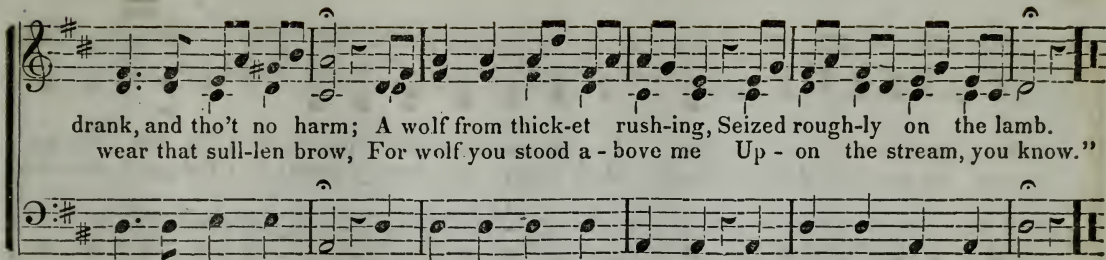 drank, and tho't no harm; A wolf from thick-et rush-ing, Seized rough-ly on the lamb.
wear that sull-len brow, For wolf you stood a - bove me Up - on the stream, you know."